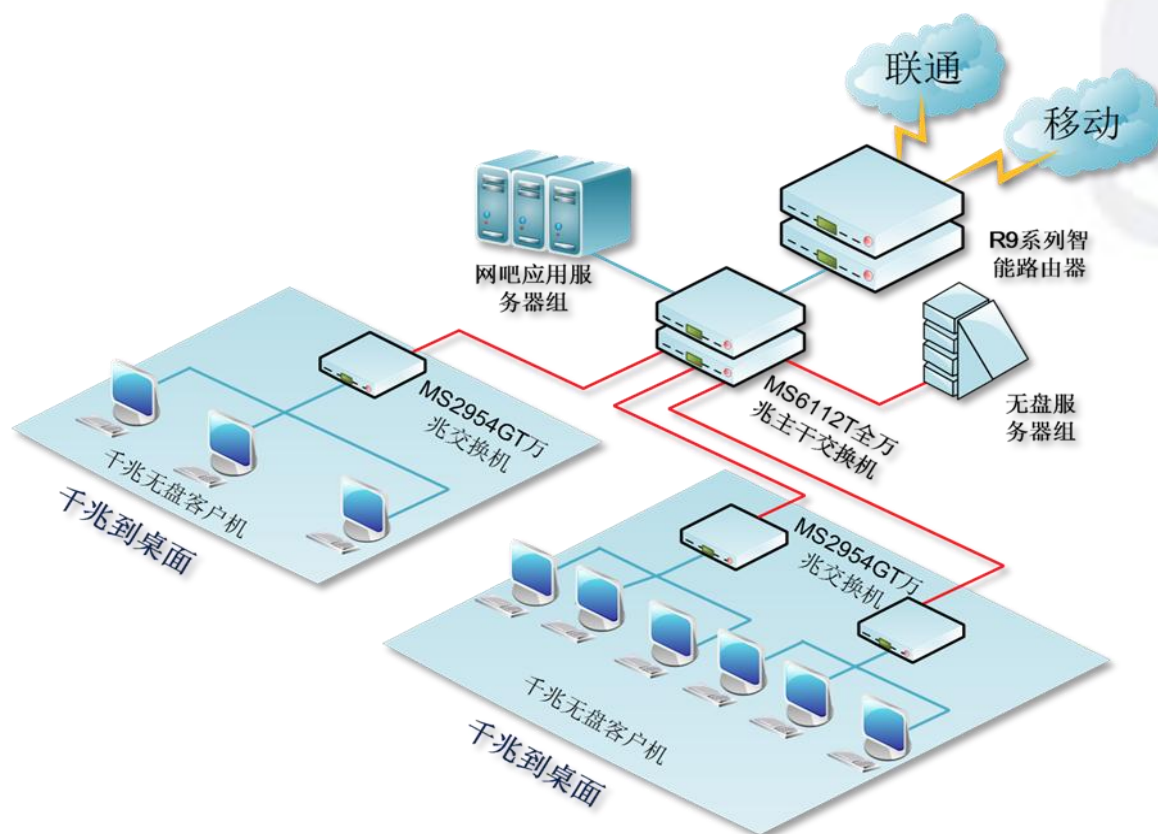 联通
移动
R9系列智
能路由器
网吧应用服
务器组
MS6112T全万
兆主干交换机
无盘服
务器组
MS2954GT万
兆交换机
千兆无盘客户机
千兆到桌面
MS2954GT万
兆交换机
千兆无盘客户机
千兆到桌面